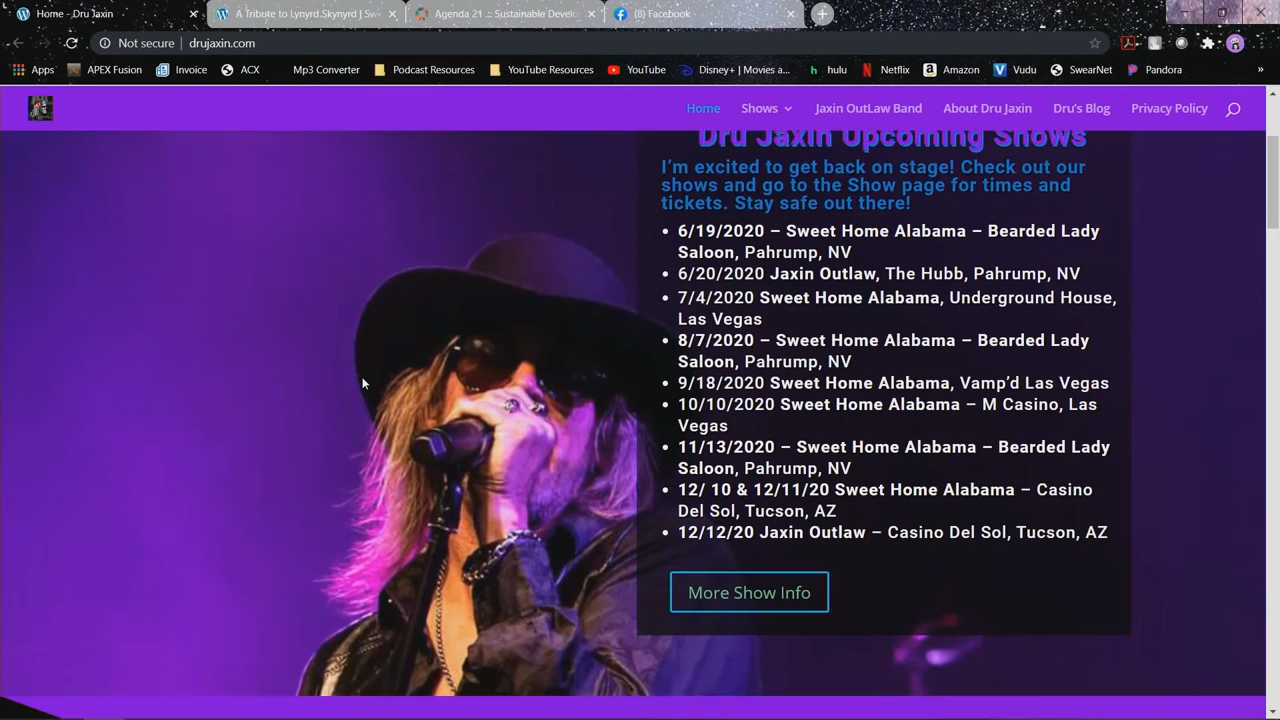 Home - Dru Jaxin
A Tribute to Lynyrd Skynyrd | Sw
Agenda 21 .:. Sustainable Develo
(8) Facebook
Not secure | drujaxin.com
Apps
APEX Fusion
Invoice
ACX
Mp3 Converter
Podcast Resources
YouTube Resources
YouTube
Disney+ | Movies a...
hulu
Netflix
Amazon
Vudu
SwearNet
Pandora
»
Home
Shows
Jaxin OutLaw Band
About Dru Jaxin
Dru's Blog
Privacy Policy
Dru Jaxin Upcoming Shows
I'm excited to get back on stage! Check out our
shows and go to the Show page for times and
tickets. Stay safe out there!
• 6/19/2020 – Sweet Home Alabama – Bearded Lady
Saloon, Pahrump, NV
• 6/20/2020 Jaxin Outlaw, The Hubb, Pahrump, NV
• 7/4/2020 Sweet Home Alabama, Underground House,
Las Vegas
• 8/7/2020 – Sweet Home Alabama – Bearded Lady
Saloon, Pahrump, NV
• 9/18/2020 Sweet Home Alabama, Vamp'd Las Vegas
• 10/10/2020 Sweet Home Alabama – M Casino, Las
Vegas
• 11/13/2020 – Sweet Home Alabama – Bearded Lady
Saloon, Pahrump, NV
• 12/ 10 & 12/11/20 Sweet Home Alabama – Casino
Del Sol, Tucson, AZ
• 12/12/20 Jaxin Outlaw – Casino Del Sol, Tucson, AZ
More Show Info